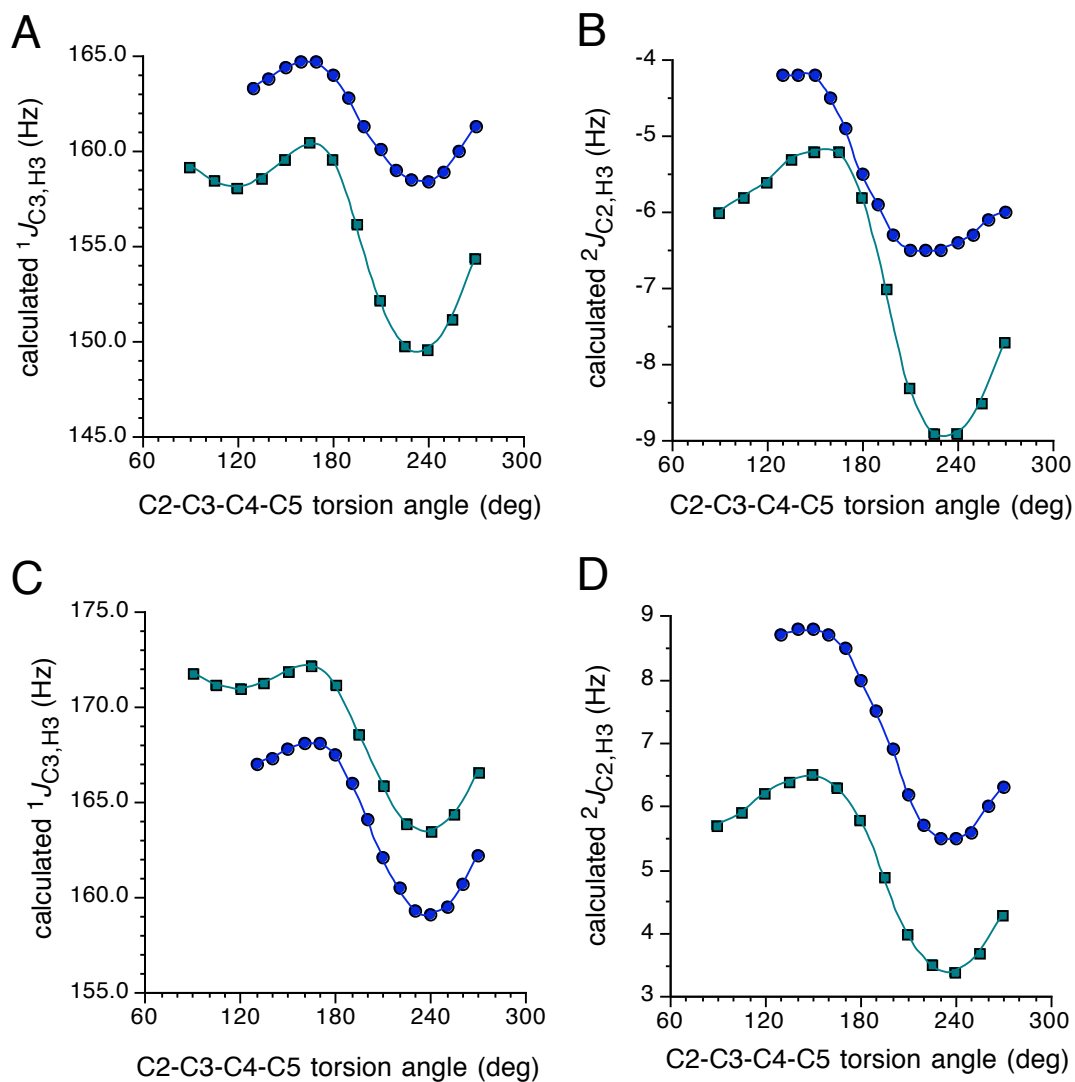 A
165.0
160.0
155.0
150.0
145.0
calculated ¹J_C3,H3 (Hz)
60 120 180 240 300
C2-C3-C4-C5 torsion angle (deg)
B
-4
-5
-6
-7
-8
-9
calculated ²J_C2,H3 (Hz)
60 120 180 240 300
C2-C3-C4-C5 torsion angle (deg)
C
175.0
170.0
165.0
160.0
155.0
calculated ¹J_C3,H3 (Hz)
60 120 180 240 300
C2-C3-C4-C5 torsion angle (deg)
D
9
8
7
6
5
4
3
calculated ²J_C2,H3 (Hz)
60 120 180 240 300
C2-C3-C4-C5 torsion angle (deg)